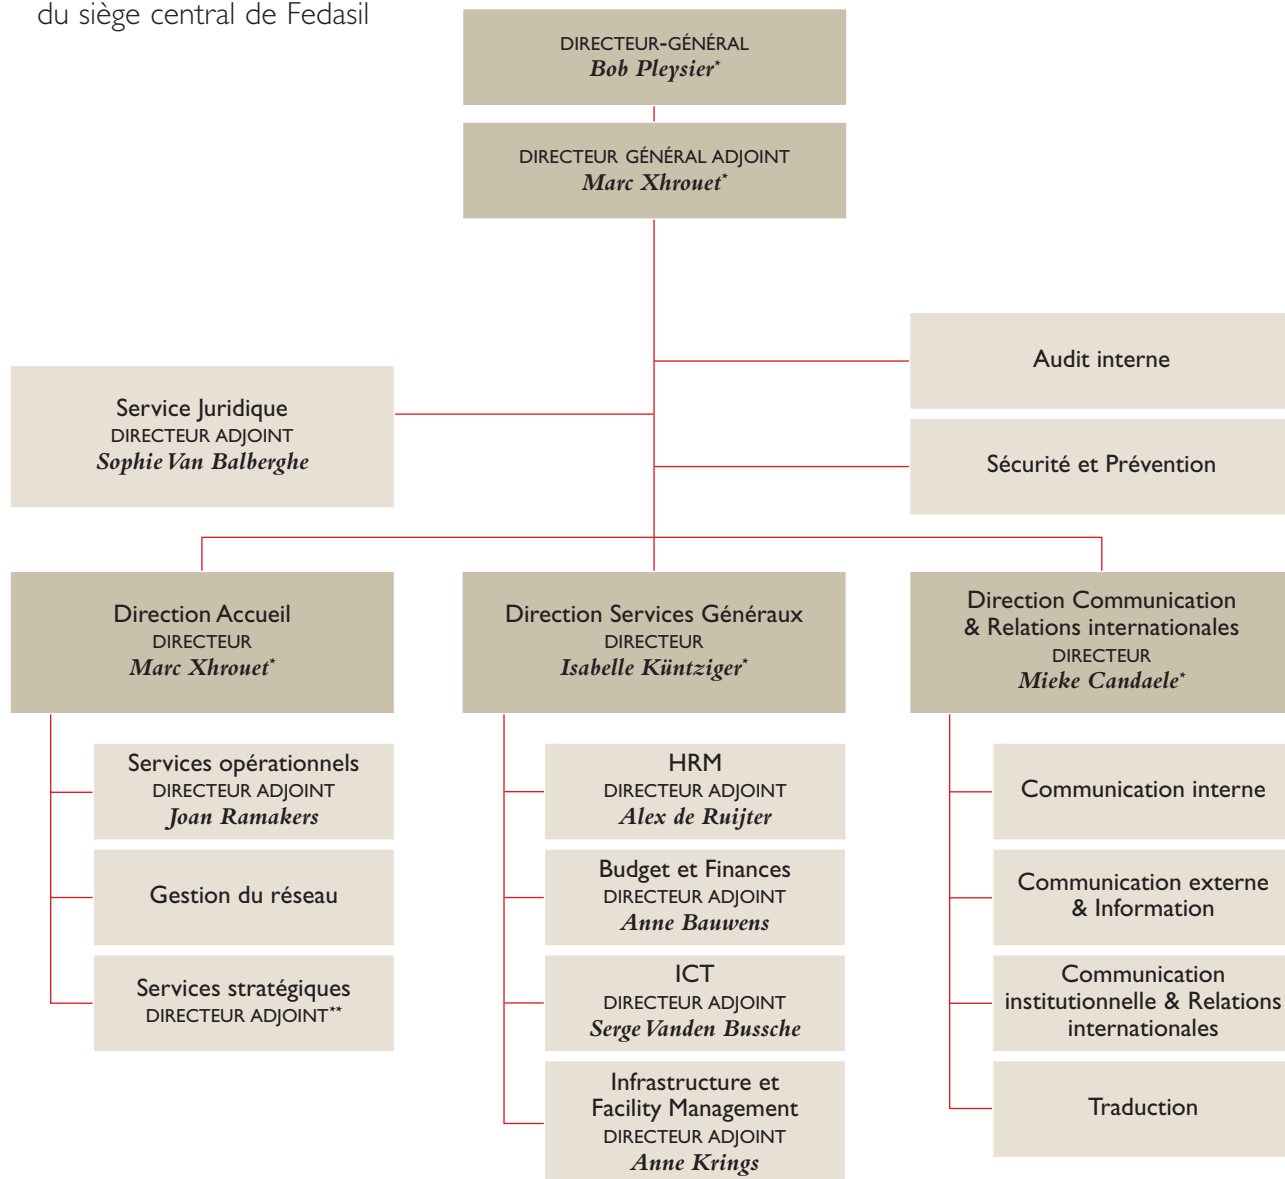 du siège central de Fedasil
DIRECTEUR-GÉNÉRAL
Bob Pleysier*
DIRECTEUR GÉNÉRAL ADJOINT
Marc Xhrouet*
Audit interne
Service Juridique
DIRECTEUR ADJOINT
Sophie Van Balberghe
Sécurité et Prévention
Direction Accueil
DIRECTEUR
Marc Xhrouet*
Services opérationnels
DIRECTEUR ADJOINT
Joan Ramakers
Gestion du réseau
Services stratégiques
DIRECTEUR ADJOINT**
Direction Services Généraux
DIRECTEUR
Isabelle Küntziger*
HRM
DIRECTEUR ADJOINT
Alex de Ruijter
Budget et Finances
DIRECTEUR ADJOINT
Anne Bauwens
ICT
DIRECTEUR ADJOINT
Serge Vanden Bussche
Infrastructure et
Facility Management
DIRECTEUR ADJOINT
Anne Krings
Direction Communication
& Relations internationales
DIRECTEUR
Mieke Candaele*
Communication interne
Communication externe
& Information
Communication
institutionnelle & Relations
internationales
Traduction